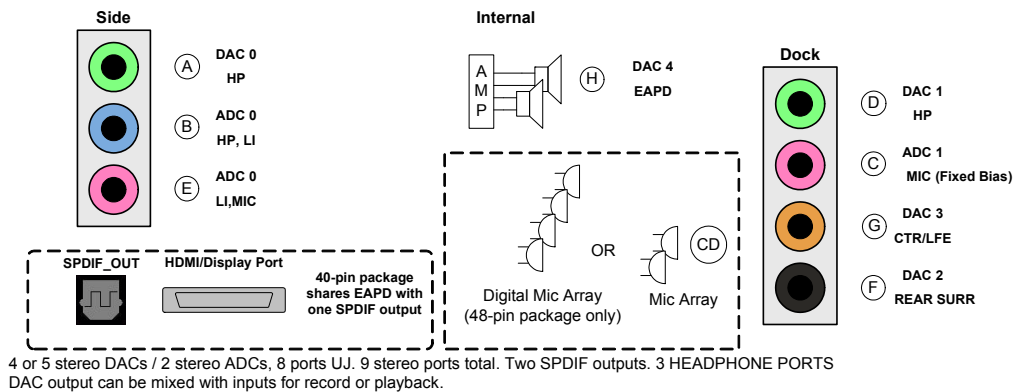 Side
A
DAC 0
HP
B
ADC 0
HP, LI
E
ADC 0
LI,MIC
SPDIF_OUT
HDMI/Display Port
40-pin package
shares EAPD with
one SPDIF output
Internal
A
M
P
H
DAC 4
EAPD
OR
CD
Digital Mic Array
(48-pin package only)
Mic Array
Dock
D
DAC 1
HP
C
ADC 1
MIC (Fixed Bias)
G
DAC 3
CTR/LFE
F
DAC 2
REAR SURR
4 or 5 stereo DACs / 2 stereo ADCs, 8 ports UJ. 9 stereo ports total. Two SPDIF outputs. 3 HEADPHONE PORTS
DAC output can be mixed with inputs for record or playback.